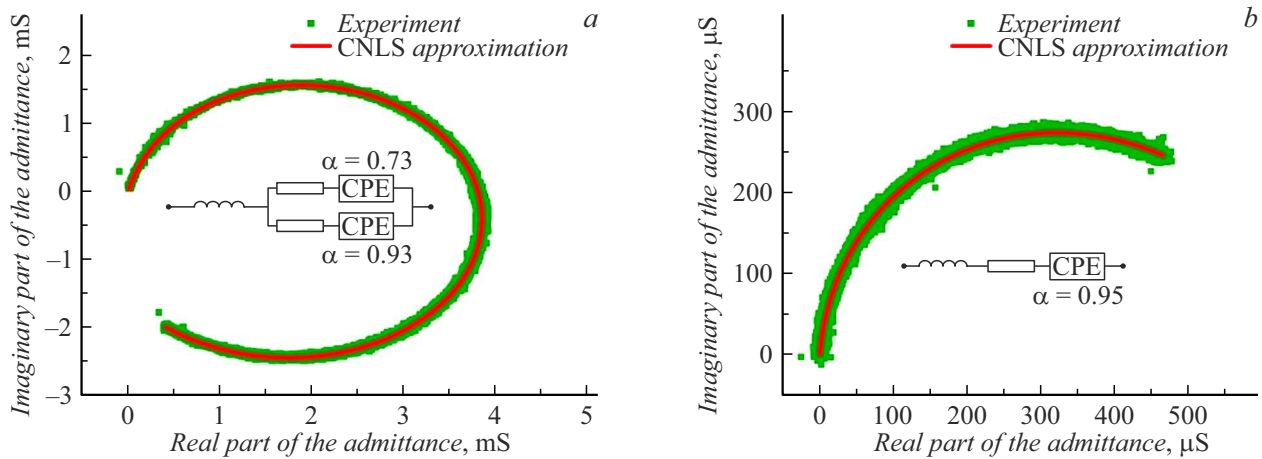 a
Experiment
CNLS approximation
Imaginary part of the admittance, mS
2
1
0
–1
–2
–3
α = 0.73
CPE
CPE
α = 0.93
0 1 2 3 4 5
Real part of the admittance, mS
b
Experiment
CNLS approximation
Imaginary part of the admittance, μS
300
200
100
0
CPE
α = 0.95
0 100 200 300 400 500
Real part of the admittance, μS